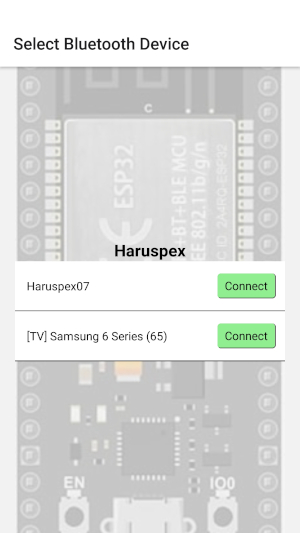 Select Bluetooth Device
C
ESP32
BT+BLE MCU
EEE 802.11b/g/n
Haruspex
Haruspex07
Connect
[TV] Samsung 6 Series (65)
Connect
EN
IO0